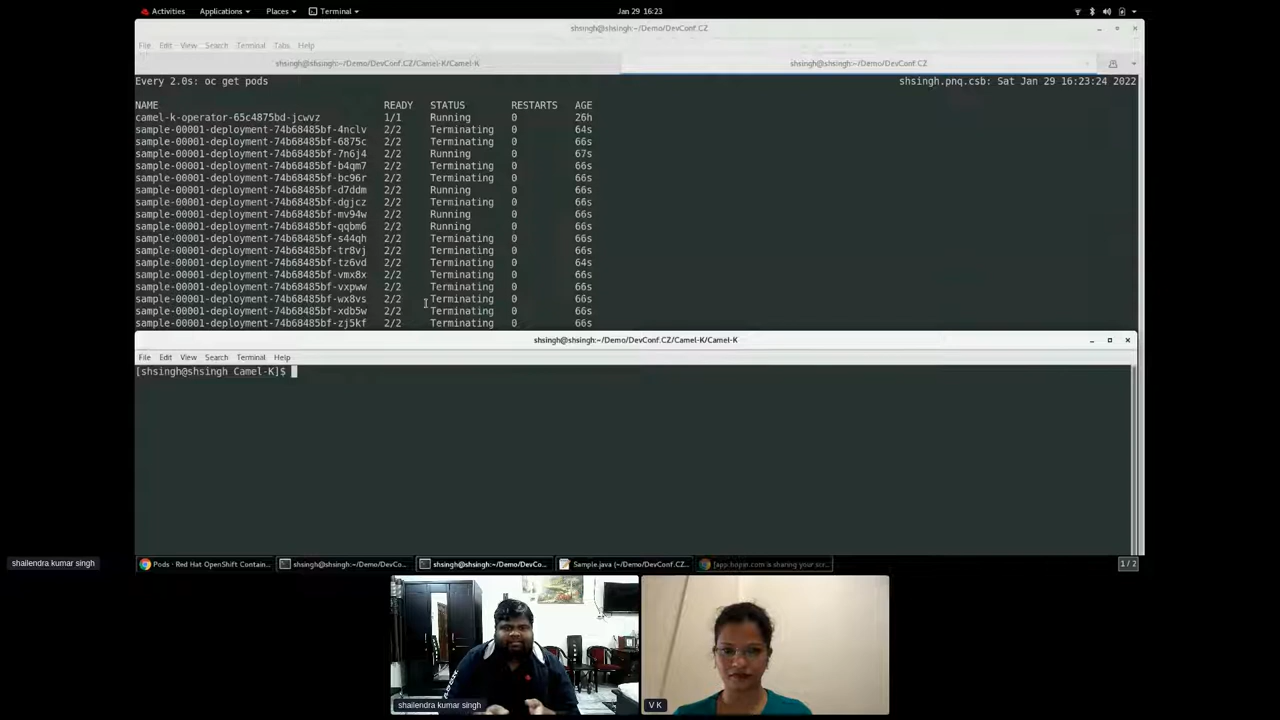 Activities Applications Places Terminal Jan 29 16:23
shsingh@shsingh:~/Demo/DevConf.CZ
File Edit View Search Terminal Tabs Help
shsingh@shsingh:~/Demo/DevConf.CZ/Camel-K/Camel-K shsingh@shsingh:~/Demo/DevConf.CZ
Every 2.0s: oc get pods shsingh.pnq.csb: Sat Jan 29 16:23:24 2022
NAME READY STATUS RESTARTS AGE
camel-k-operator-65c4875bd-jcwvz 1/1 Running 0 26h
sample-00001-deployment-74b68485bf-4nclv 2/2 Terminating 0 64s
sample-00001-deployment-74b68485bf-6875c 2/2 Terminating 0 66s
sample-00001-deployment-74b68485bf-7n6j4 2/2 Running 0 67s
sample-00001-deployment-74b68485bf-b4qm7 2/2 Terminating 0 66s
sample-00001-deployment-74b68485bf-bc96r 2/2 Terminating 0 66s
sample-00001-deployment-74b68485bf-d7ddm 2/2 Running 0 66s
sample-00001-deployment-74b68485bf-dgjcz 2/2 Terminating 0 66s
sample-00001-deployment-74b68485bf-mv94w 2/2 Running 0 66s
sample-00001-deployment-74b68485bf-qqbm6 2/2 Running 0 66s
sample-00001-deployment-74b68485bf-s44qh 2/2 Terminating 0 66s
sample-00001-deployment-74b68485bf-tr8vj 2/2 Terminating 0 66s
sample-00001-deployment-74b68485bf-tz6vd 2/2 Terminating 0 64s
sample-00001-deployment-74b68485bf-vmx8x 2/2 Terminating 0 66s
sample-00001-deployment-74b68485bf-vxpww 2/2 Terminating 0 66s
sample-00001-deployment-74b68485bf-wx8vs 2/2 Terminating 0 66s
sample-00001-deployment-74b68485bf-xdb5w 2/2 Terminating 0 66s
sample-00001-deployment-74b68485bf-zj5kf 2/2 Terminating 0 66s
shsingh@shsingh:~/Demo/DevConf.CZ/Camel-K/Camel-K
File Edit View Search Terminal Help
[shsingh@shsingh Camel-K]$
shailendra kumar singh
Pods · Red Hat OpenShift Contain... shsingh@shsingh:~/Demo/DevCo... shsingh@shsingh:~/Demo/DevCo... Sample.java (~/Demo/DevConf.CZ... [app.hopin.com is sharing your scr... 1 / 2
shailendra kumar singh
V K